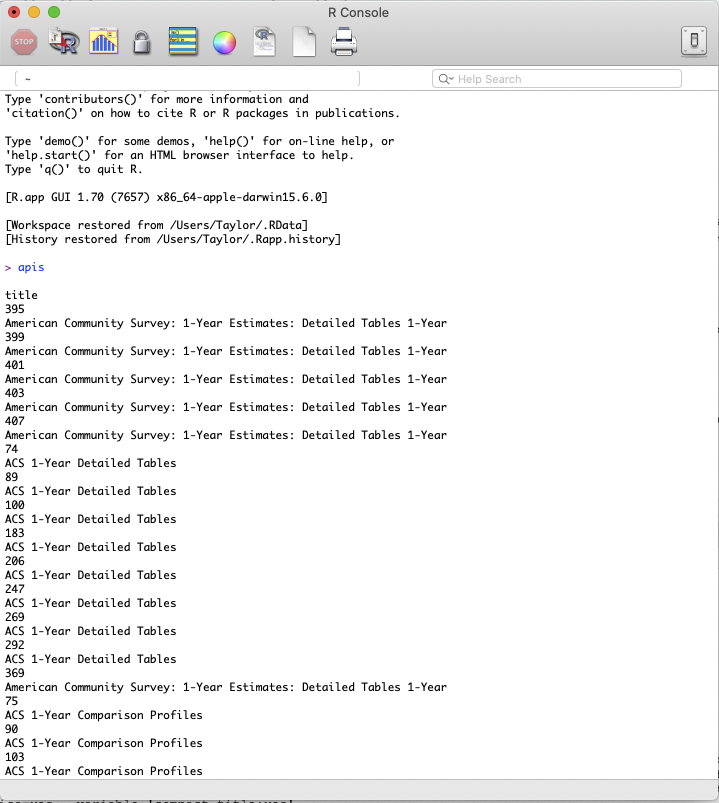 R Console
STOP
R
~
Help Search
Type 'contributors()' for more information and
'citation()' on how to cite R or R packages in publications.
Type 'demo()' for some demos, 'help()' for on-line help, or
'help.start()' for an HTML browser interface to help.
Type 'q()' to quit R.
[R.app GUI 1.70 (7657) x86_64-apple-darwin15.6.0]
[Workspace restored from /Users/Taylor/.RData]
[History restored from /Users/Taylor/.Rapp.history]
> apis
title
395
American Community Survey: 1-Year Estimates: Detailed Tables 1-Year
399
American Community Survey: 1-Year Estimates: Detailed Tables 1-Year
401
American Community Survey: 1-Year Estimates: Detailed Tables 1-Year
403
American Community Survey: 1-Year Estimates: Detailed Tables 1-Year
407
American Community Survey: 1-Year Estimates: Detailed Tables 1-Year
74
ACS 1-Year Detailed Tables
89
ACS 1-Year Detailed Tables
100
ACS 1-Year Detailed Tables
183
ACS 1-Year Detailed Tables
206
ACS 1-Year Detailed Tables
247
ACS 1-Year Detailed Tables
269
ACS 1-Year Detailed Tables
292
ACS 1-Year Detailed Tables
369
American Community Survey: 1-Year Estimates: Detailed Tables 1-Year
75
ACS 1-Year Comparison Profiles
90
ACS 1-Year Comparison Profiles
103
ACS 1-Year Comparison Profiles